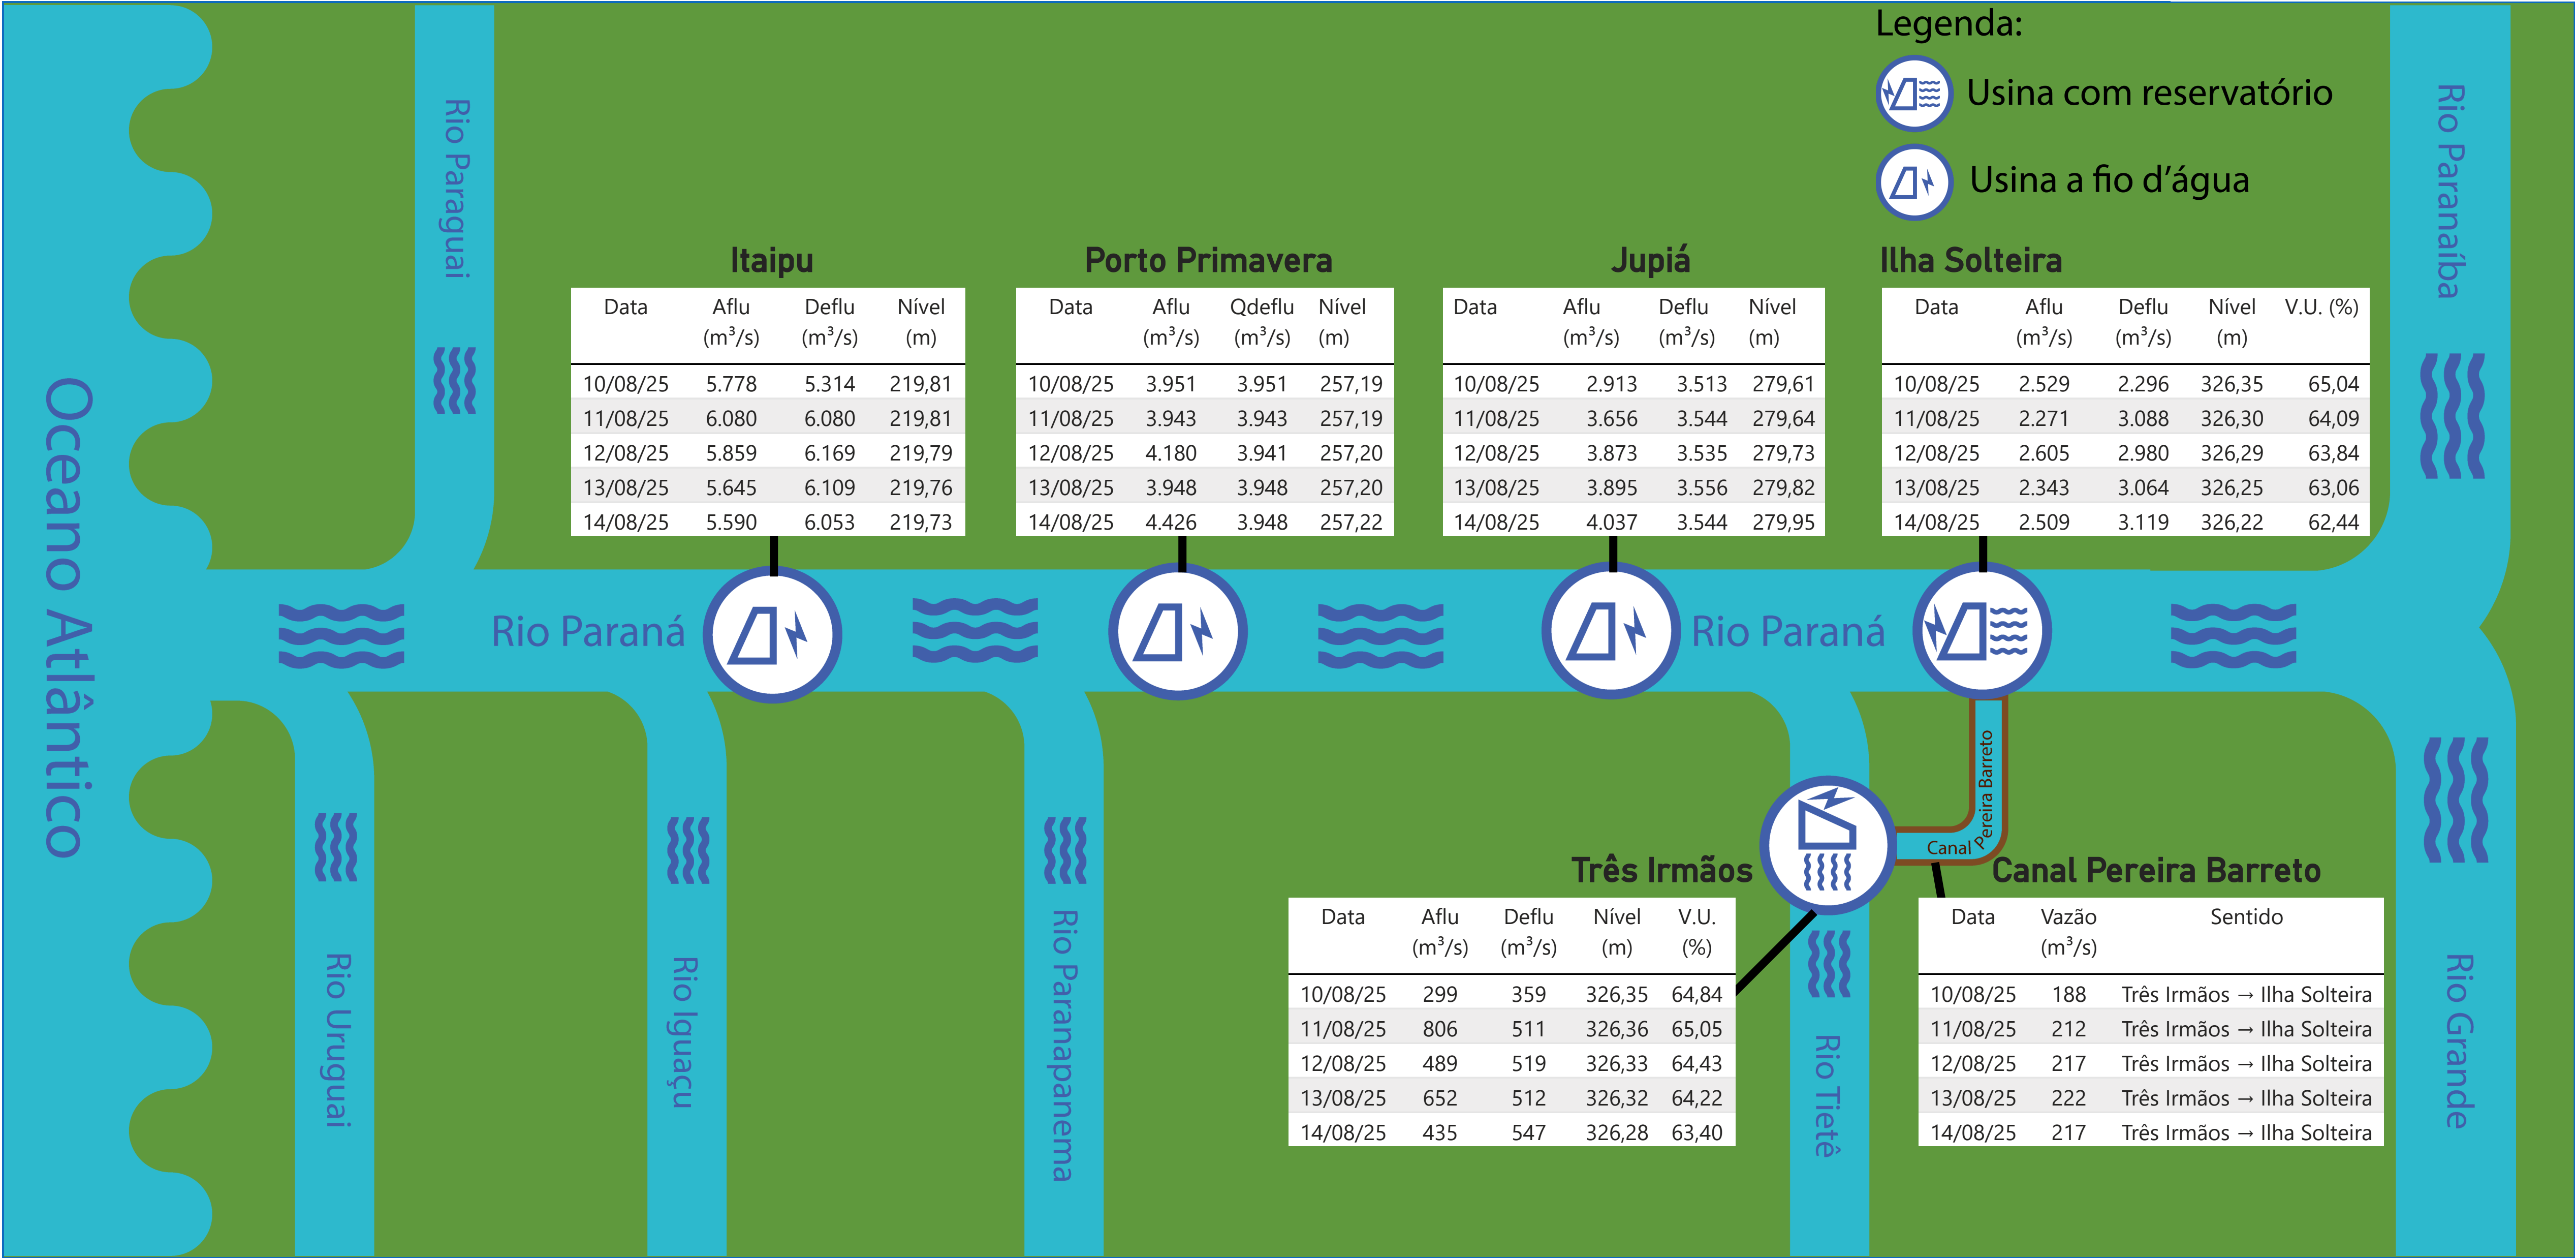 Legenda:
Usina com reservatório
Usina a fio d’água
Oceano Atlântico
Rio Paraguai
Rio Paranaíba
Itaipu
Data Aflu Deflu Nível
(m³/s) (m³/s) (m)
10/08/25 5.778 5.314 219,81
11/08/25 6.080 6.080 219,81
12/08/25 5.859 6.169 219,79
13/08/25 5.645 6.109 219,76
14/08/25 5.590 6.053 219,73
Porto Primavera
Data Aflu Qdeflu Nível
(m³/s) (m³/s) (m)
10/08/25 3.951 3.951 257,19
11/08/25 3.943 3.943 257,19
12/08/25 4.180 3.941 257,20
13/08/25 3.948 3.948 257,20
14/08/25 4.426 3.948 257,22
Jupiá
Data Aflu Deflu Nível
(m³/s) (m³/s) (m)
10/08/25 2.913 3.513 279,61
11/08/25 3.656 3.544 279,64
12/08/25 3.873 3.535 279,73
13/08/25 3.895 3.556 279,82
14/08/25 4.037 3.544 279,95
Ilha Solteira
Data Aflu Deflu Nível V.U. (%)
(m³/s) (m³/s) (m)
10/08/25 2.529 2.296 326,35 65,04
11/08/25 2.271 3.088 326,30 64,09
12/08/25 2.605 2.980 326,29 63,84
13/08/25 2.343 3.064 326,25 63,06
14/08/25 2.509 3.119 326,22 62,44
Rio Paraná
Rio Paraná
Canal Pereira Barreto
Três Irmãos
Data Aflu Deflu Nível V.U.
(m³/s) (m³/s) (m) (%)
10/08/25 299 359 326,35 64,84
11/08/25 806 511 326,36 65,05
12/08/25 489 519 326,33 64,43
13/08/25 652 512 326,32 64,22
14/08/25 435 547 326,28 63,40
Canal Pereira Barreto
Data Vazão Sentido
(m³/s)
10/08/25 188 Três Irmãos → Ilha Solteira
11/08/25 212 Três Irmãos → Ilha Solteira
12/08/25 217 Três Irmãos → Ilha Solteira
13/08/25 222 Três Irmãos → Ilha Solteira
14/08/25 217 Três Irmãos → Ilha Solteira
Rio Uruguai
Rio Iguaçu
Rio Paranapanema
Rio Tietê
Rio Grande